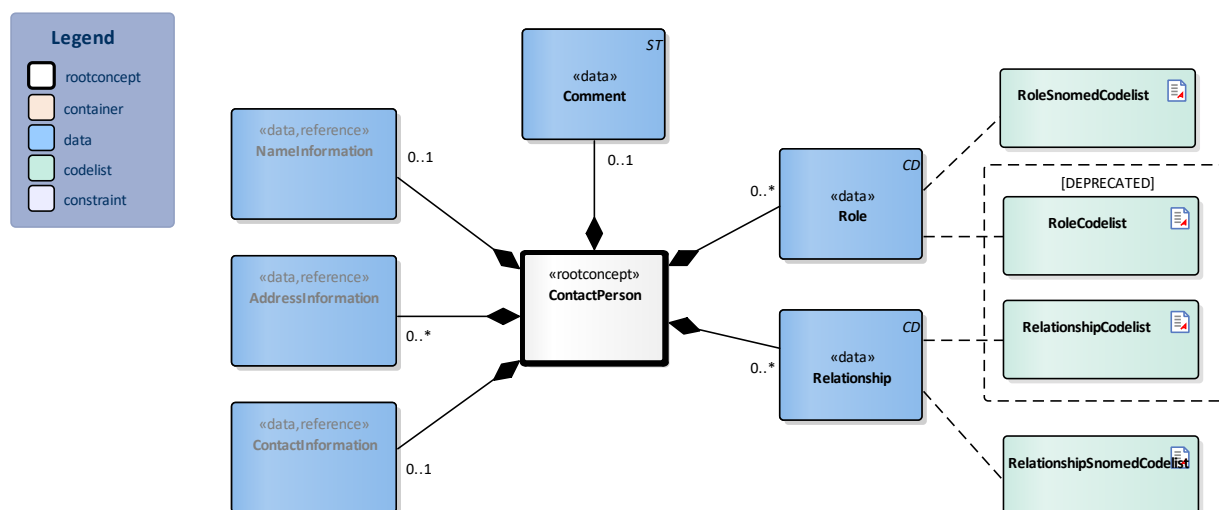 Legend
rootconcept
container
data
codelist
constraint
ST
«data»
Comment
0..1
«data,reference»
NameInformation
0..1
«data,reference»
AddressInformation
0..*
«data,reference»
ContactInformation
0..1
«rootconcept»
ContactPerson
CD
«data»
Role
0..*
CD
«data»
Relationship
0..*
RoleSnomedCodelist
[DEPRECATED]
RoleCodelist
RelationshipCodelist
RelationshipSnomedCodelist